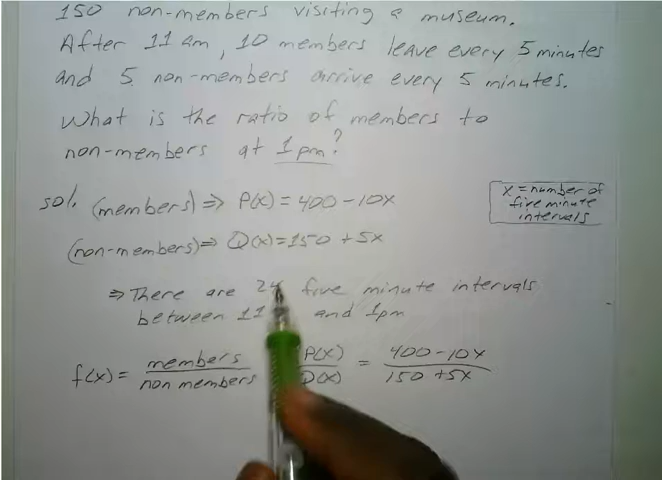 150 non-members visiting a museum.
After 11 am, 10 members leave every 5 minutes
and 5 non-members arrive every 5 minutes.
What is the ratio of members to
non-members at 1pm?
sol. (members) ⇒ P(x) = 400 - 10x
x = number of
five minute
intervals
(non-members) ⇒ Q(x) = 150 + 5x
⇒ There are 24 five minute intervals
between 11 and 1pm
f(x) = members / non members P(x) / Q(x) = 400 - 10x / 150 + 5x